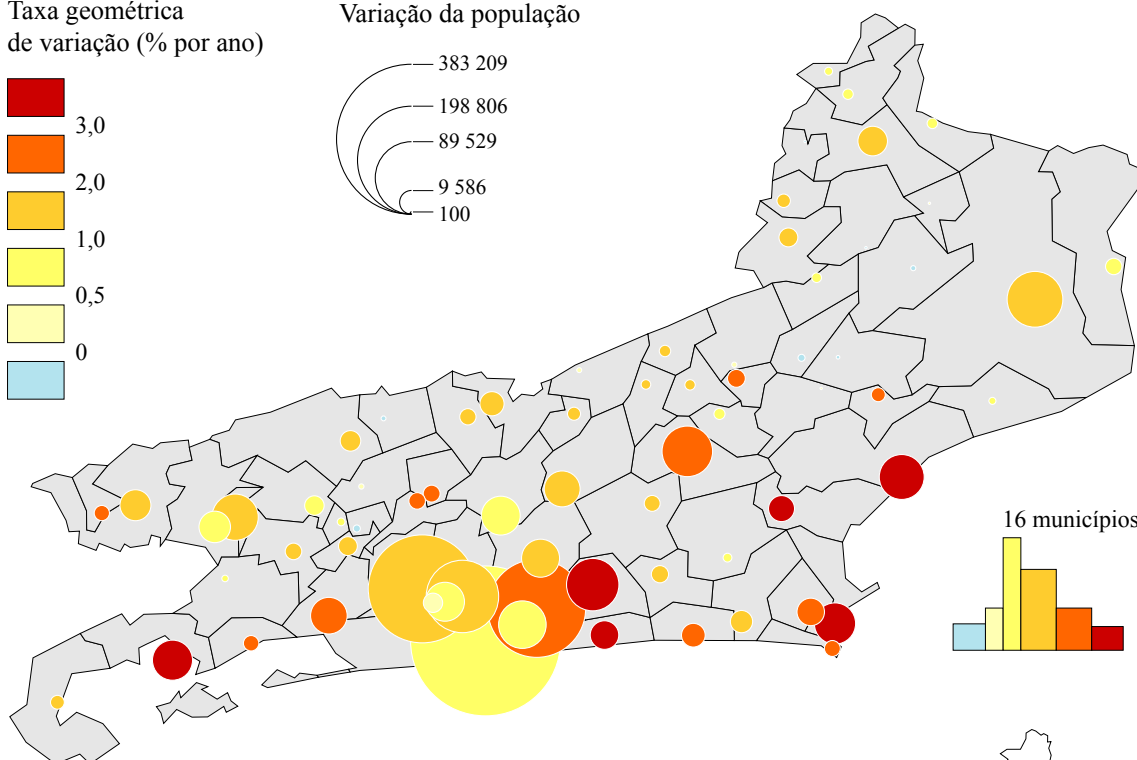 Taxa geométrica
de variação (% por ano)
3,0
2,0
1,0
0,5
0
Variação da população
383 209
198 806
89 529
9 586
100
16 municípios